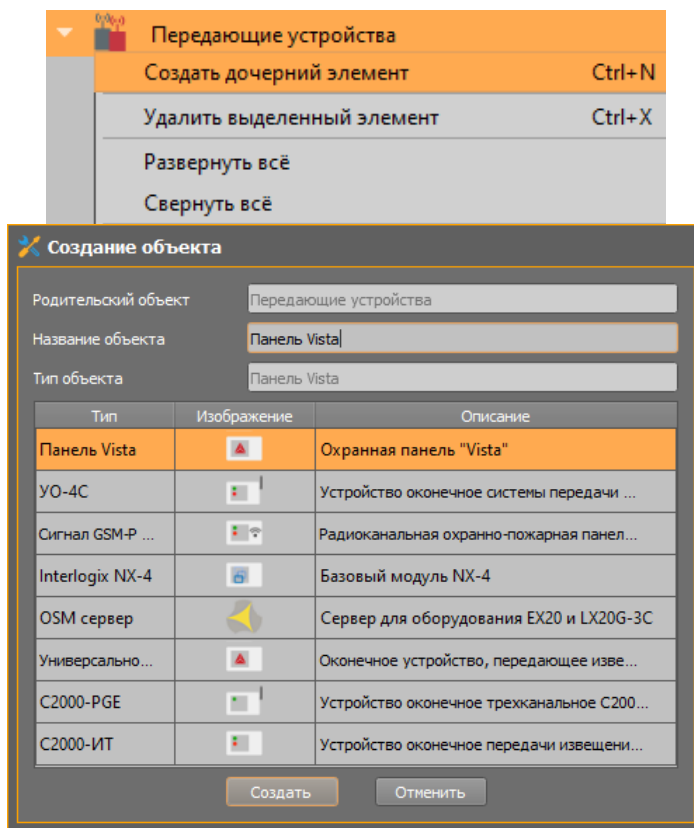 Передающие устройства
Создать дочерний элемент Ctrl+N
Удалить выделенный элемент Ctrl+X
Развернуть всё
Свернуть всё
Создание объекта
Родительский объект Передающие устройства
Название объекта Панель Vista
Тип объекта Панель Vista
Тип Изображение Описание
Панель Vista Охранная панель "Vista"
УО-4С Устройство оконечное системы передачи ...
Сигнал GSM-P ... Радиоканальная охранно-пожарная панел...
Interlogix NX-4 Базовый модуль NX-4
OSM сервер Сервер для оборудования EX20 и LX20G-3C
Универсально... Оконечное устройство, передающее изве...
С2000-PGE Устройство оконечное трехканальное С200...
С2000-ИТ Устройство оконечное передачи извещени...
Создать Отменить